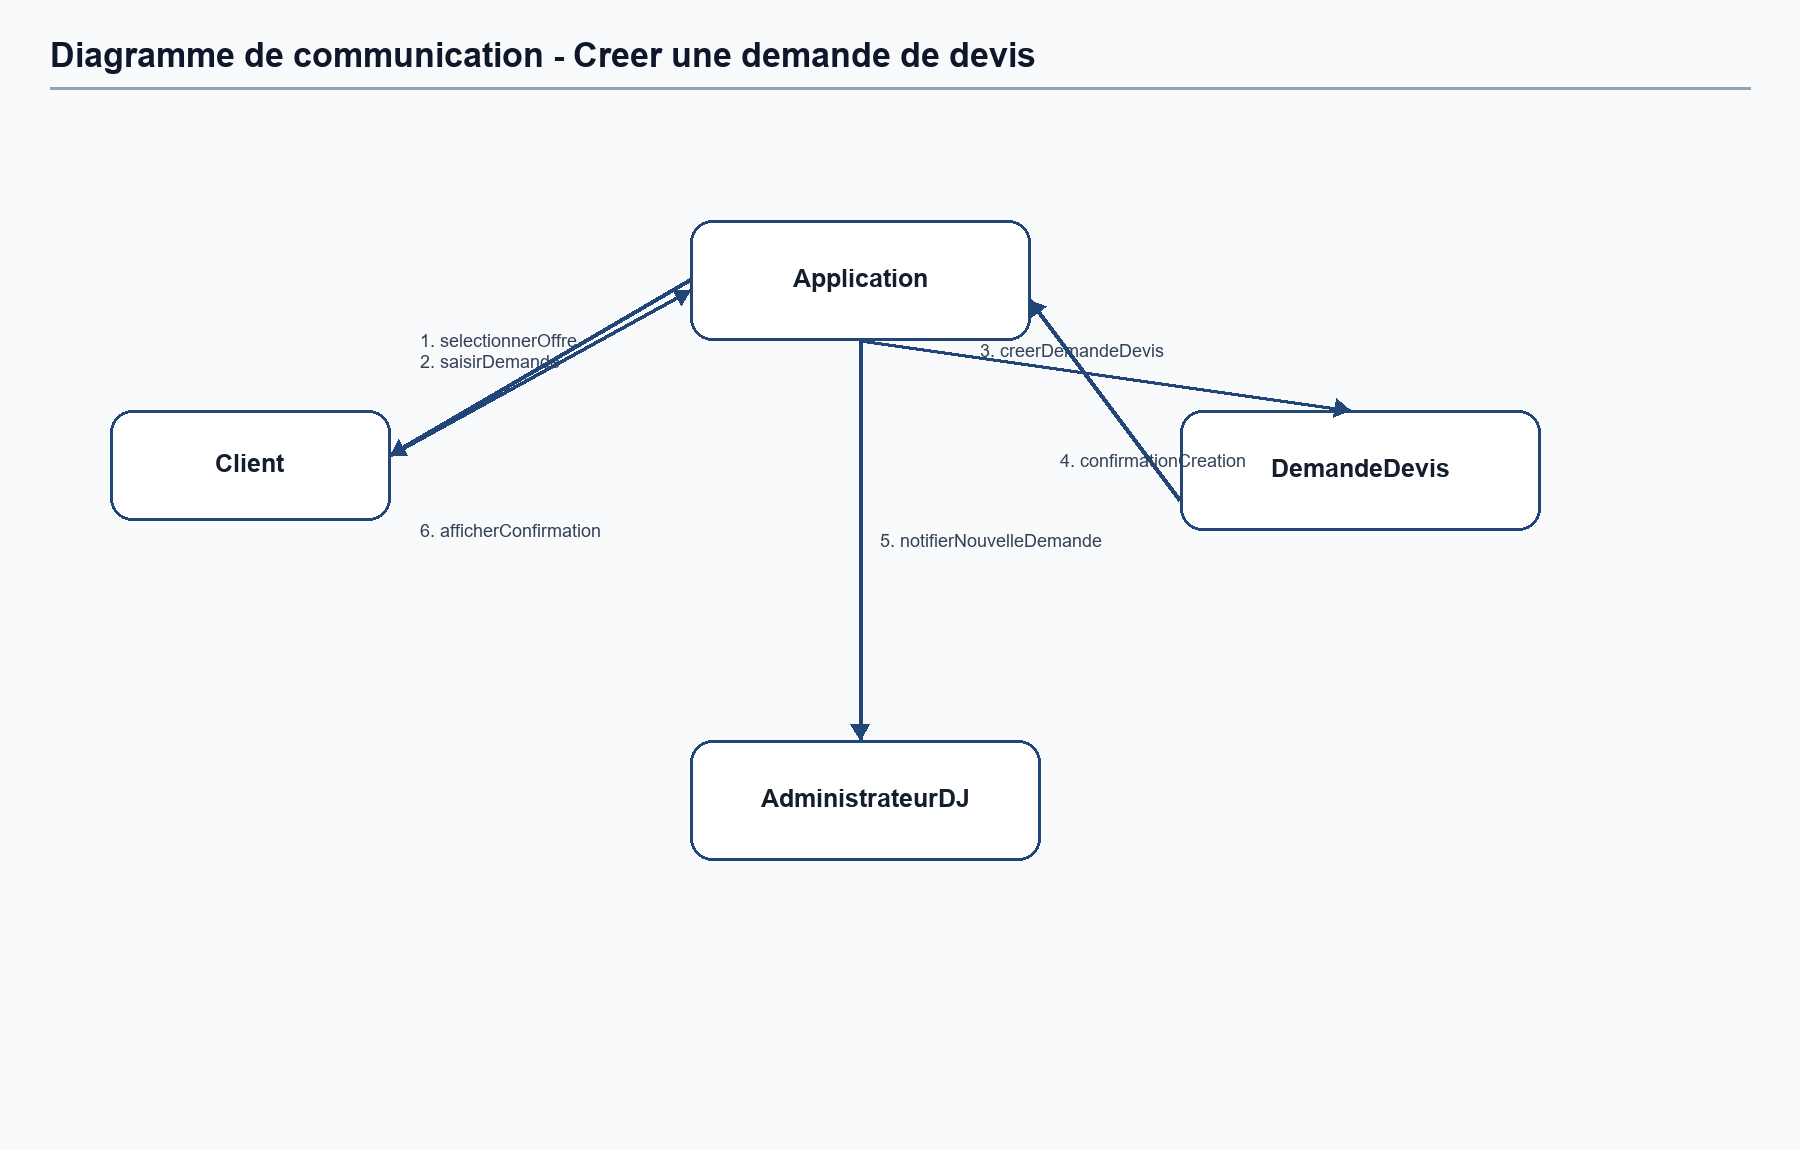 Diagramme de communication - Creer une demande de devis
Application
1. selectionnerOffre
2. saisirDemande
3. creerDemandeDevis
Client
4. confirmationCreation
DemandeDevis
6. afficherConfirmation
5. notifierNouvelleDemande
AdministrateurDJ